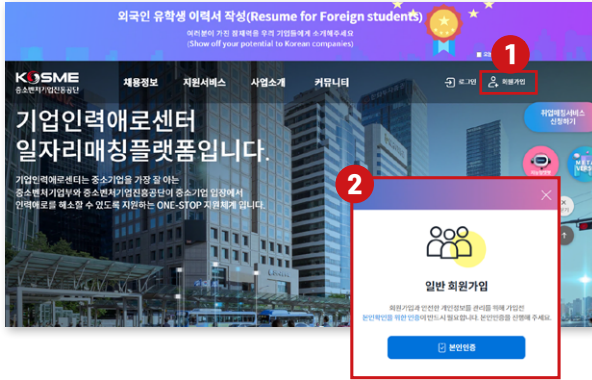 외국인 유학생 이력서 작성(Resume for Foreign students)
여러분이 가진 잠재력을 우리 기업들에게 소개해주세요
(Show off your potential to Korean companies)
1
KOSME
중소벤처기업진흥공단
채용정보 지원서비스 사업소개 커뮤니티
로그인 회원가입
기업인력애로센터
일자리매칭플랫폼입니다.
기업인력애로센터는 중소기업을 가장 잘 아는
중소벤처기업부와 중소벤처기업진흥공단이 중소기업 입장에서
인력애로를 해소할 수 있도록 지원하는 ONE-STOP 지원체계 입니다.
취업매칭서비스
신청하기
META
VERS
2
일반 회원가입
회원가입과 안전한 개인정보를 관리를 위해 가입전
본인확인을 위한 인증이 반드시 필요합니다. 본인인증을 진행해 주세요.
본인인증